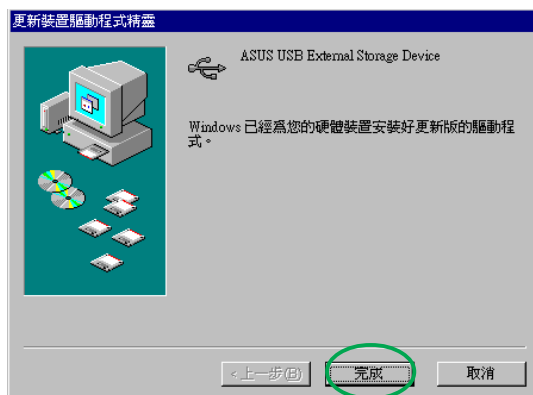 更新裝置驅動程式精靈
ASUS USB External Storage Device
Windows 已經為您的硬體裝置安裝好更新版的驅動程
式。
<上一步(B)
完成
取消